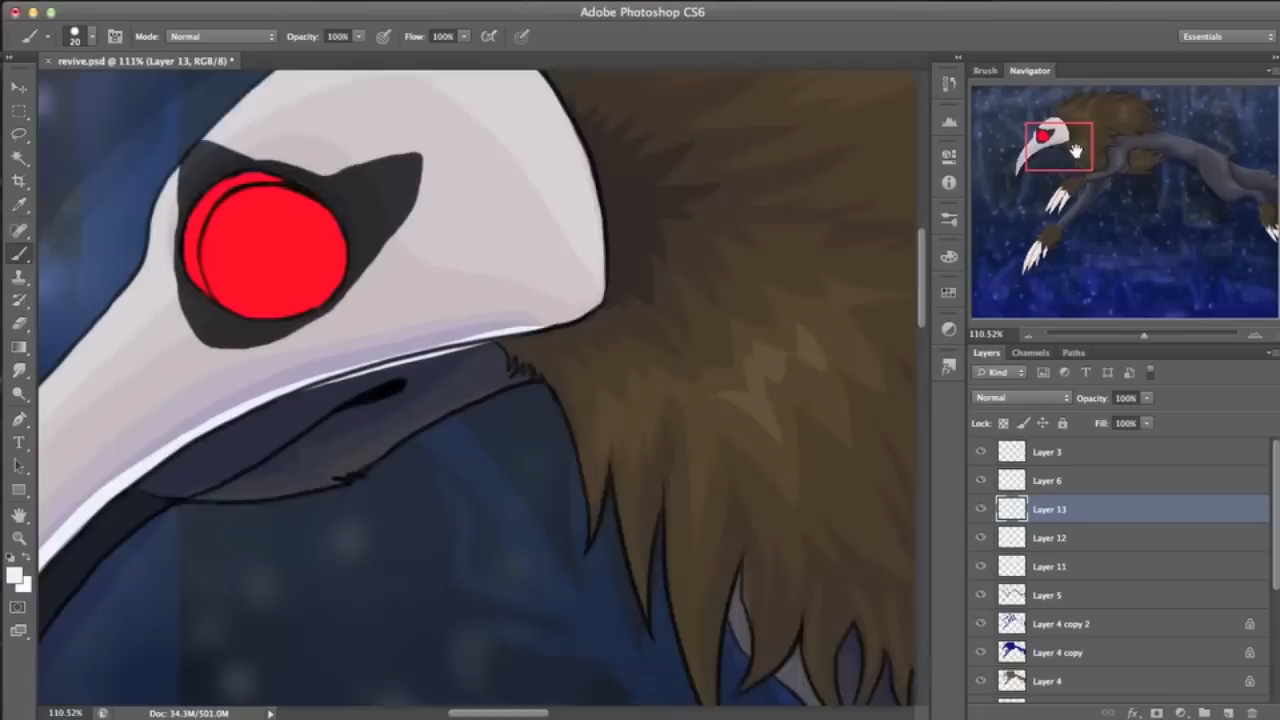 Adobe Photoshop CS6
20 Mode: Normal Opacity: 100% Flow: 100% Essentials
revive.psd @ 111% (Layer 13, RGB/8) *
Brush Navigator
110.52%
Layers Channels Paths
Kind
Normal Opacity: 100%
Lock: Fill: 100%
Layer 3
Layer 6
Layer 13
Layer 12
Layer 11
Layer 5
Layer 4 copy 2
Layer 4 copy
Layer 4
110.52% Doc: 34.3M/501.0M